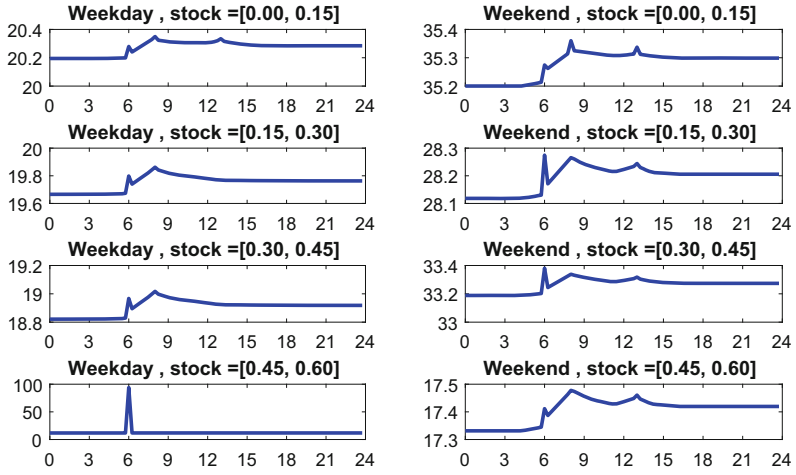 Weekday , stock =[0.00, 0.15]
20.4
20.2
20
0 3 6 9 12 15 18 21 24
Weekend , stock =[0.00, 0.15]
35.4
35.3
35.2
0 3 6 9 12 15 18 21 24
Weekday , stock =[0.15, 0.30]
20
19.8
19.6
0 3 6 9 12 15 18 21 24
Weekend , stock =[0.15, 0.30]
28.3
28.2
28.1
0 3 6 9 12 15 18 21 24
Weekday , stock =[0.30, 0.45]
19.2
19
18.8
0 3 6 9 12 15 18 21 24
Weekend , stock =[0.30, 0.45]
33.4
33.2
33
0 3 6 9 12 15 18 21 24
Weekday , stock =[0.45, 0.60]
100
50
0
0 3 6 9 12 15 18 21 24
Weekend , stock =[0.45, 0.60]
17.5
17.4
17.3
0 3 6 9 12 15 18 21 24